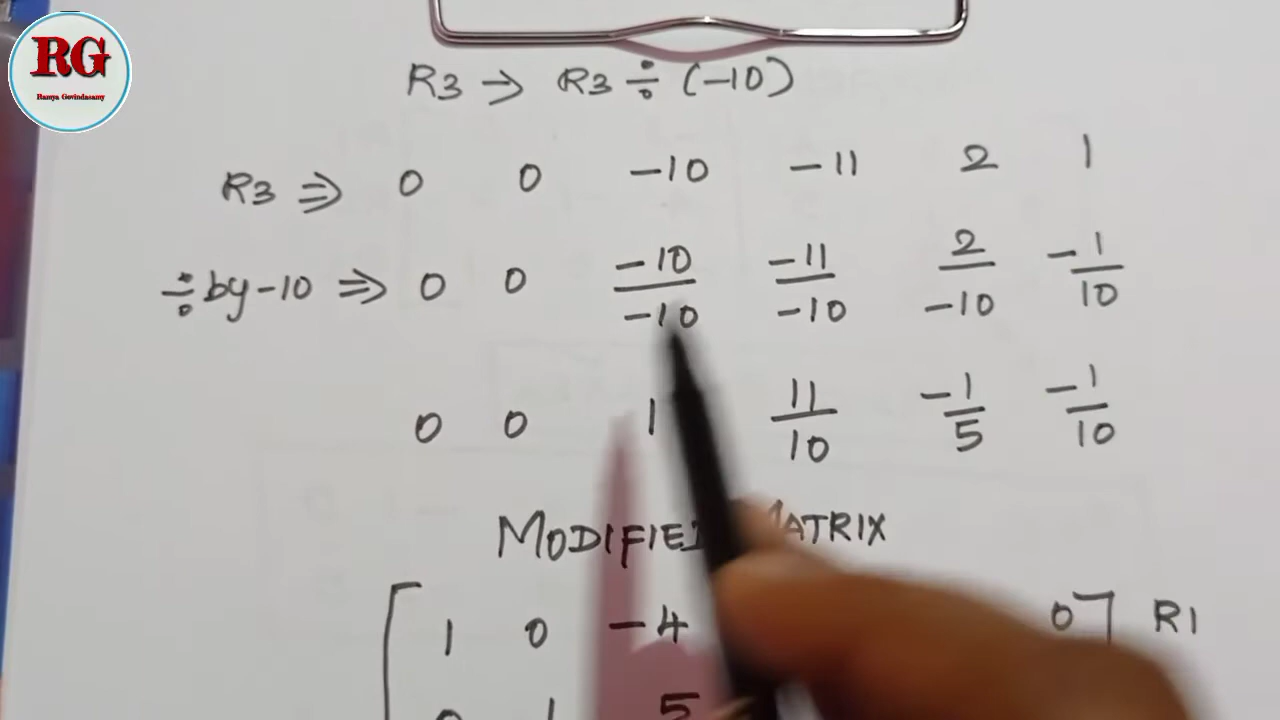 RG
Ramya Govindasamy
R3 → R3 ÷ (-10)
R3 ⇒ 0 0 -10 -11 2 1
÷ by -10 ⇒ 0 0 -10/-10 -11/-10 2/-10 -1/10
0 0 1 11/10 -1/5 -1/10
MODIFIED MATRIX
1 0 -4 0 R1
1 5